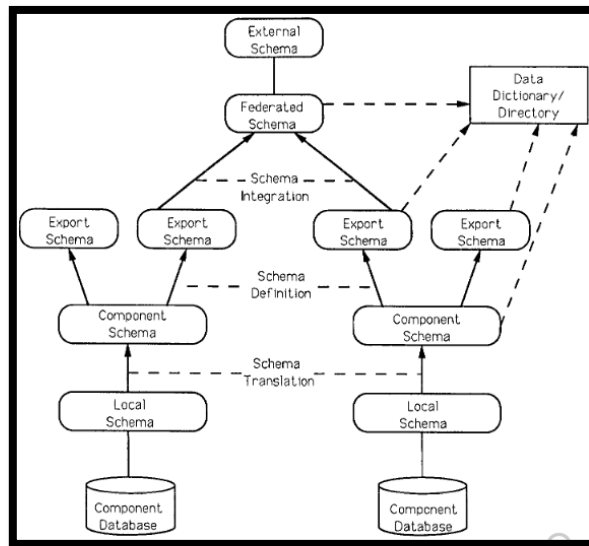 External
Schema
Federated
Schema
Data
Dictionary/
Directory
Schema
Integration
Export
Schema
Export
Schema
Export
Schema
Export
Schema
Schema
Definition
Component
Schema
Component
Schema
Schema
Translation
Local
Schema
Local
Schema
Component
Database
Component
Database